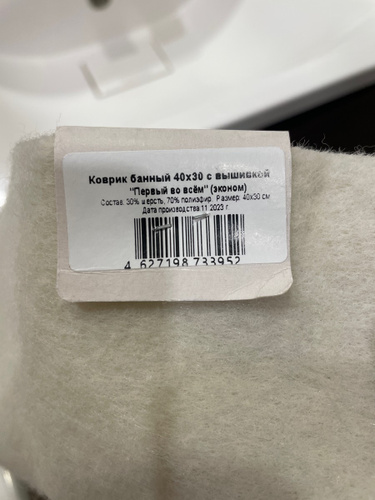 Коврик банный 40х30 с вышивкой
"Первый во всём" (эконом)
Состав: 30% шерсть, 70% полиэфир. Размер: 40х30 см
Дата производства 11.2023 г.
4 627198 733952